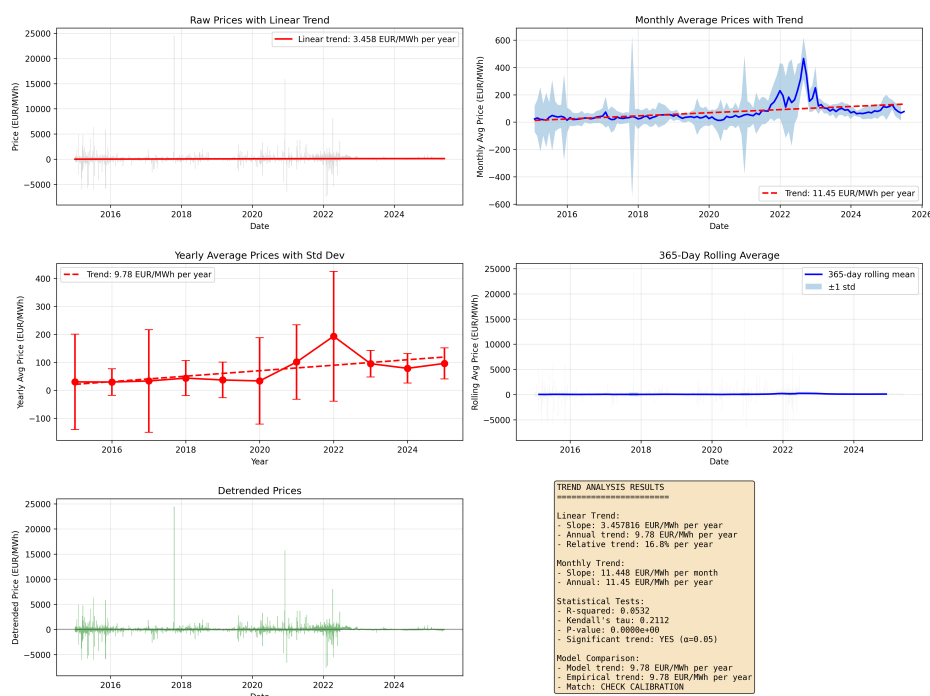 Raw Prices with Linear Trend
Linear trend: 3.458 EUR/MWh per year
Price (EUR/MWh)
25000
20000
15000
10000
5000
0
−5000
2016 2018 2020 2022 2024
Date
Monthly Average Prices with Trend
Monthly Avg Price (EUR/MWh)
600
400
200
0
−200
−400
−600
Trend: 11.45 EUR/MWh per year
2016 2018 2020 2022 2024 2026
Date
Yearly Average Prices with Std Dev
Trend: 9.78 EUR/MWh per year
Yearly Avg Price (EUR/MWh)
400
300
200
100
0
−100
2016 2018 2020 2022 2024
Year
365-Day Rolling Average
365-day rolling mean
±1 std
Rolling Avg Price (EUR/MWh)
25000
20000
15000
10000
5000
0
−5000
2016 2018 2020 2022 2024
Date
Detrended Prices
Detrended Price (EUR/MWh)
25000
20000
15000
10000
5000
0
−5000
2016 2018 2020 2022 2024
Date
TREND ANALYSIS RESULTS
=======================
Linear Trend:
- Slope: 3.457816 EUR/MWh per year
- Annual trend: 9.78 EUR/MWh per year
- Relative trend: 16.8% per year
Monthly Trend:
- Slope: 11.448 EUR/MWh per month
- Annual: 11.45 EUR/MWh per year
Statistical Tests:
- R-squared: 0.0532
- Kendall's tau: 0.2112
- P-value: 0.0000e+00
- Significant trend: YES (α=0.05)
Model Comparison:
- Model trend: 9.78 EUR/MWh per year
- Empirical trend: 9.78 EUR/MWh per year
- Match: CHECK CALIBRATION